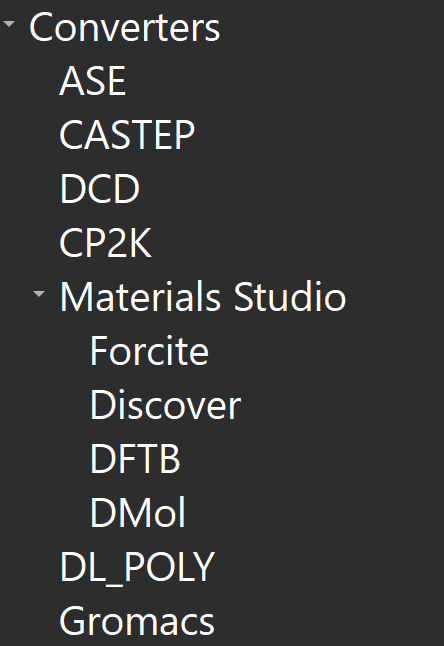 Converters
ASE
CASTEP
DCD
CP2K
Materials Studio
Forcite
Discover
DFTB
DMol
DL_POLY
Gromacs